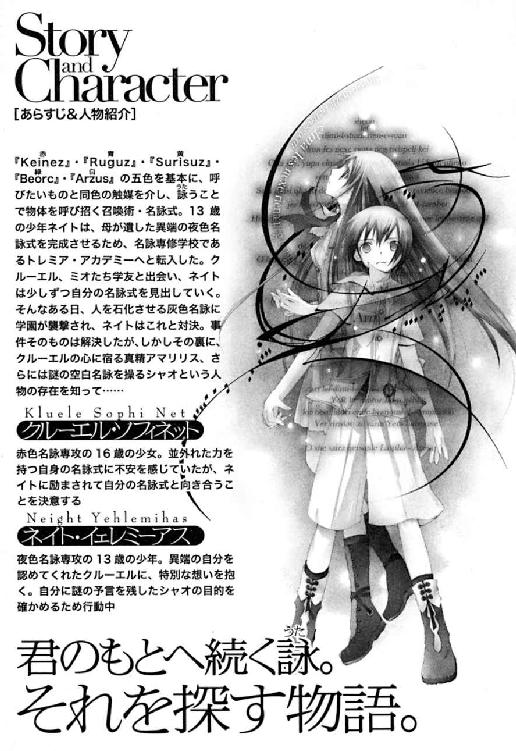 Story
and
Character
[あらすじ&人物紹介]
赤 青 黄
『Keinez』・『Ruguz』・『Surisuz』・
緑 白
『Beorc』・『Arzus』の五色を基本に、呼
びたいものと同色の触媒を介し、詠うこと
うた
で物体を呼び招く召喚術・名詠式。13歳
の少年ネイトは、母が遺した異端の夜色名
詠式を完成させるため、名詠専修学校であ
るトレミア・アカデミーへと転入した。ク
ルーエル、ミオたち学友と出会い、ネイト
は少しずつ自分の名詠式を見出していく。
そんなある日、人を石化させる灰色名詠に
学園が襲撃され、ネイトはこれと対決。事
件そのものは解決したが、しかしその裏に、
クルーエルの心に宿る真精アマリリス、さ
らには謎の空白名詠を操るシャオという人
物の存在を知って……
Kluele Sophi Net
クルーエル・ソフィネット
赤色名詠専攻の16歳の少女。並外れた力を
持つ自身の名詠式に不安を感じていたが、ネ
イトに励まされて自分の名詠式と向き合うこ
とを決意する
Neight Yehlemihas
ネイト・イェレミーアス
夜色名詠専攻の13歳の少年。異端の自分を
認めてくれたクルーエルに、特別な想いを抱
く。自分に謎の予言を残したシャオの目的を
確かめるため行動中
うた
君のもとへ続く詠。
それを探す物語。